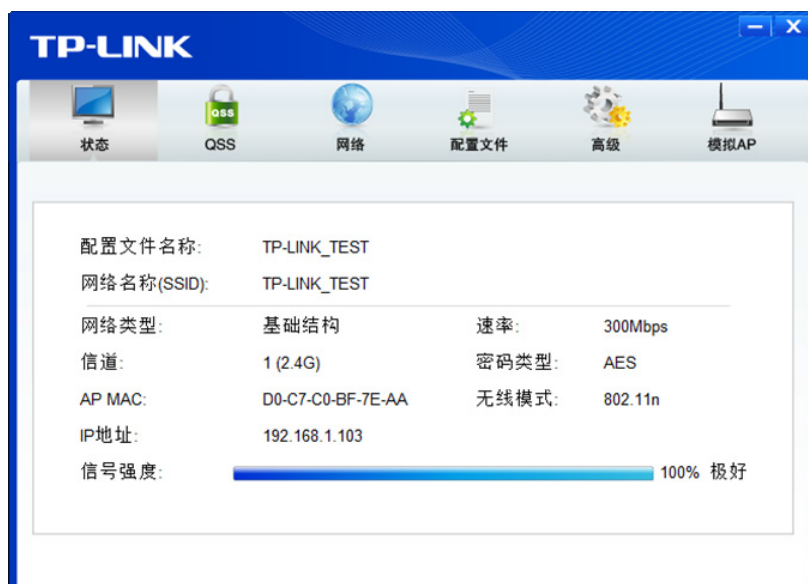 TP-LINK
状态 QSS 网络 配置文件 高级 模拟AP
配置文件名称: TP-LINK_TEST
网络名称(SSID): TP-LINK_TEST
网络类型: 基础结构 速率: 300Mbps
信道: 1 (2.4G) 密码类型: AES
AP MAC: D0-C7-C0-BF-7E-AA 无线模式: 802.11n
IP地址: 192.168.1.103
信号强度: 100% 极好